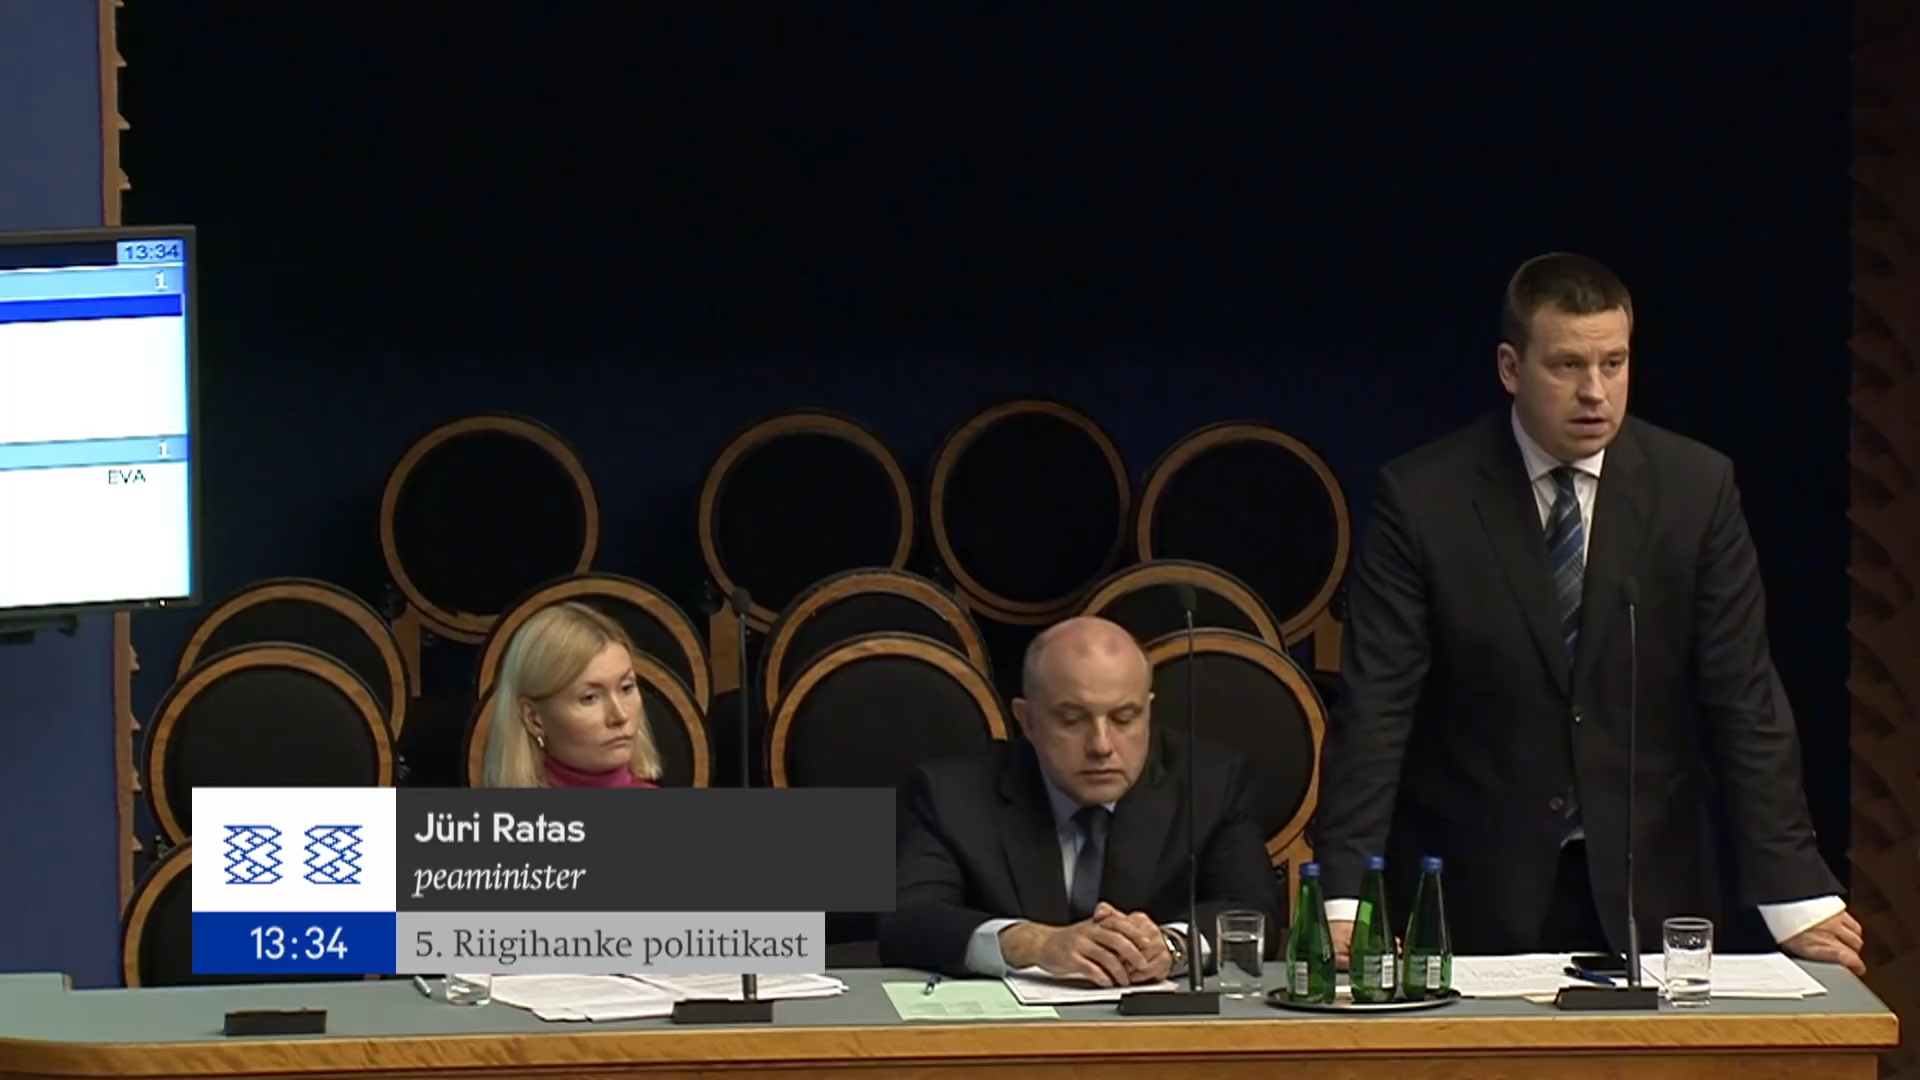 13:34
1
1
EVA
Jüri Ratas
peaminister
13:34
5. Riigihanke poliitikast